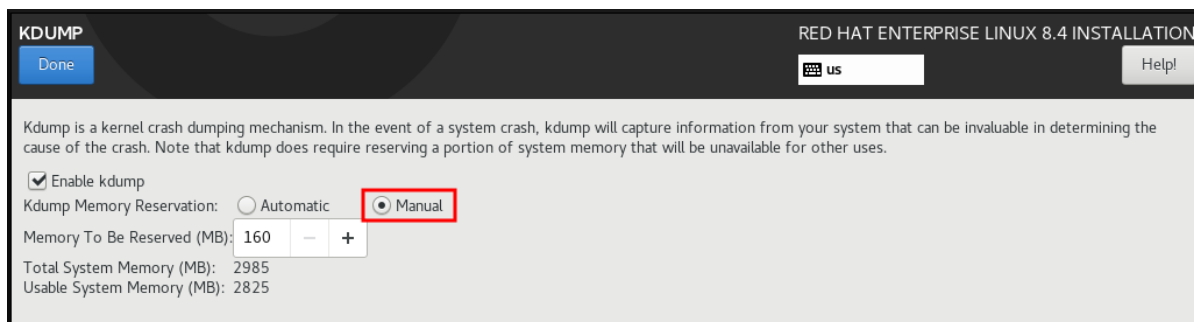 KDUMP
RED HAT ENTERPRISE LINUX 8.4 INSTALLATION
Done
us
Help!
Kdump is a kernel crash dumping mechanism. In the event of a system crash, kdump will capture information from your system that can be invaluable in determining the
cause of the crash. Note that kdump does require reserving a portion of system memory that will be unavailable for other uses.
Enable kdump
Kdump Memory Reservation: Automatic Manual
Memory To Be Reserved (MB): 160 − +
Total System Memory (MB): 2985
Usable System Memory (MB): 2825